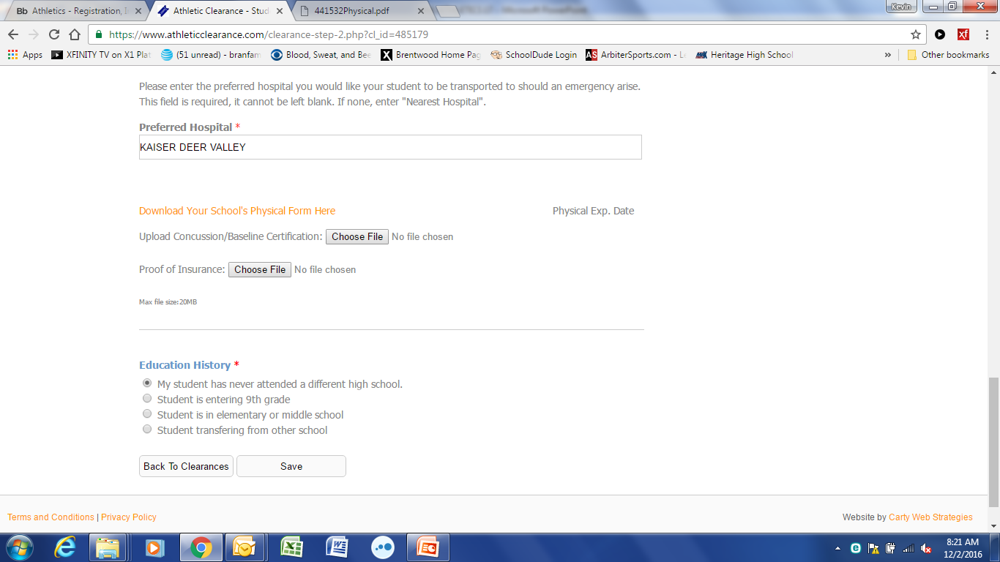 Bb Athletics - Registration, I
Athletic Clearance - Stud
441532Physical.pdf
Microsoft PowerPoint
Kevin
https://www.athleticclearance.com/clearance-step-2.php?cl_id=485179
xf
Apps
XFINITY TV on X1 Plat
(51 unread) - branfam
Blood, Sweat, and Bee
X Brentwood Home Pag
SchoolDude Login
AS ArbiterSports.com - Lo
Heritage High School
»
Other bookmarks
Please enter the preferred hospital you would like your student to be transported to should an emergency arise.
This field is required, it cannot be left blank. If none, enter "Nearest Hospital".
Preferred Hospital *
KAISER DEER VALLEY
Download Your School's Physical Form Here
Physical Exp. Date
Upload Concussion/Baseline Certification: Choose File No file chosen
Proof of Insurance: Choose File No file chosen
Max file size:20MB
Education History *
My student has never attended a different high school.
Student is entering 9th grade
Student is in elementary or middle school
Student transfering from other school
Back To Clearances
Save
Terms and Conditions | Privacy Policy
Website by Carty Web Strategies
8:21 AM
12/2/2016